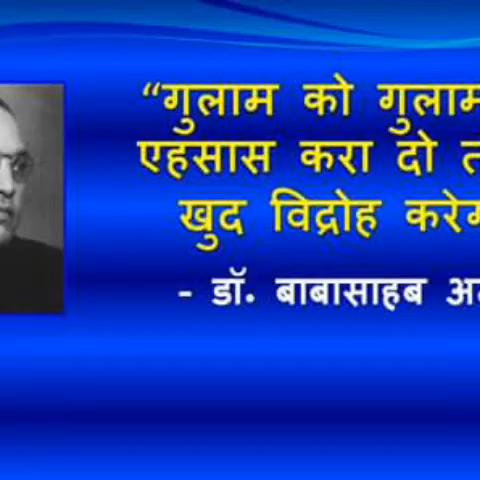 “गुलाम को गुलाम
एहसास करा दो
खुद विद्रोह
- डॉ. बाबासाहब